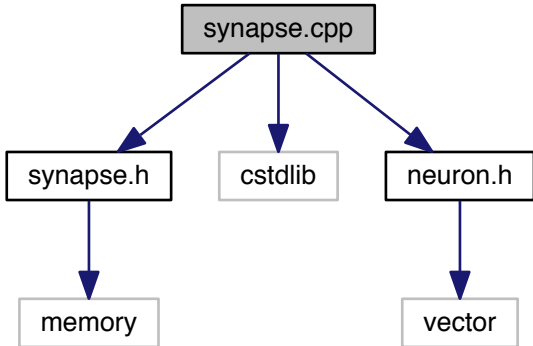 synapse.cpp
synapse.h
cstdlib
neuron.h
memory
vector